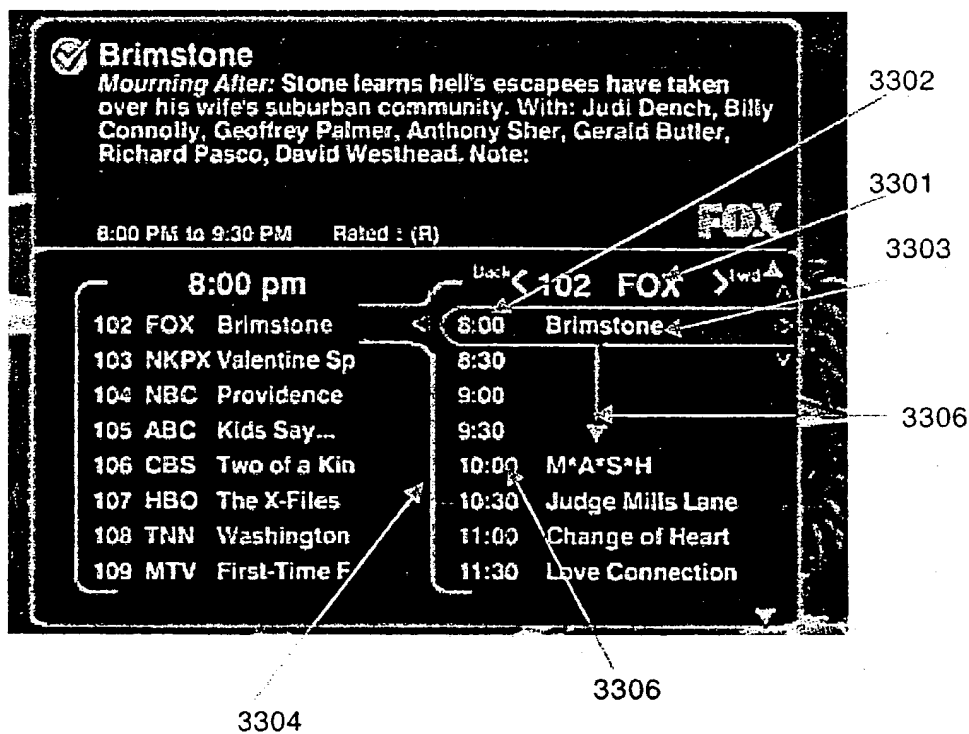 Brimstone
Mourning After: Stone learns hell's escapees have taken
over his wife's suburban community. With: Judi Dench, Billy
Connolly, Geoffrey Palmer, Anthony Sher, Gerald Butler,
Richard Pasco, David Westhead. Note:
8:00 PM to 9:30 PM Rated : (R)
FOX
8:00 pm
102 FOX Brimstone
103 NKPX Valentine Sp
104 NBC Providence
105 ABC Kids Say...
106 CBS Two of a Kin
107 HBO The X-Files
108 TNN Washington
109 MTV First-Time F
Back 102 FOX Fwd
8:00 Brimstone
8:30
9:00
9:30
10:00 M*A*S*H
10:30 Judge Mills Lane
11:00 Change of Heart
11:30 Love Connection
3302
3301
3303
3306
3306
3304